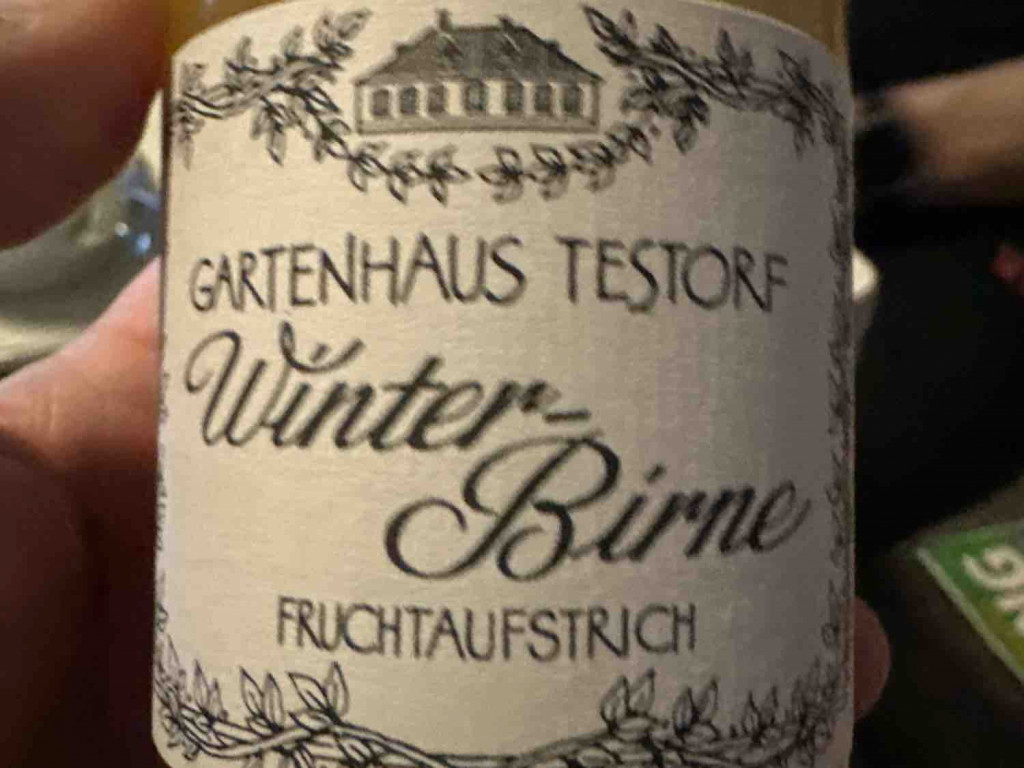 GARTENHAUS TESTORF
Winter-
Birne
FRUCHTAUFSTRICH